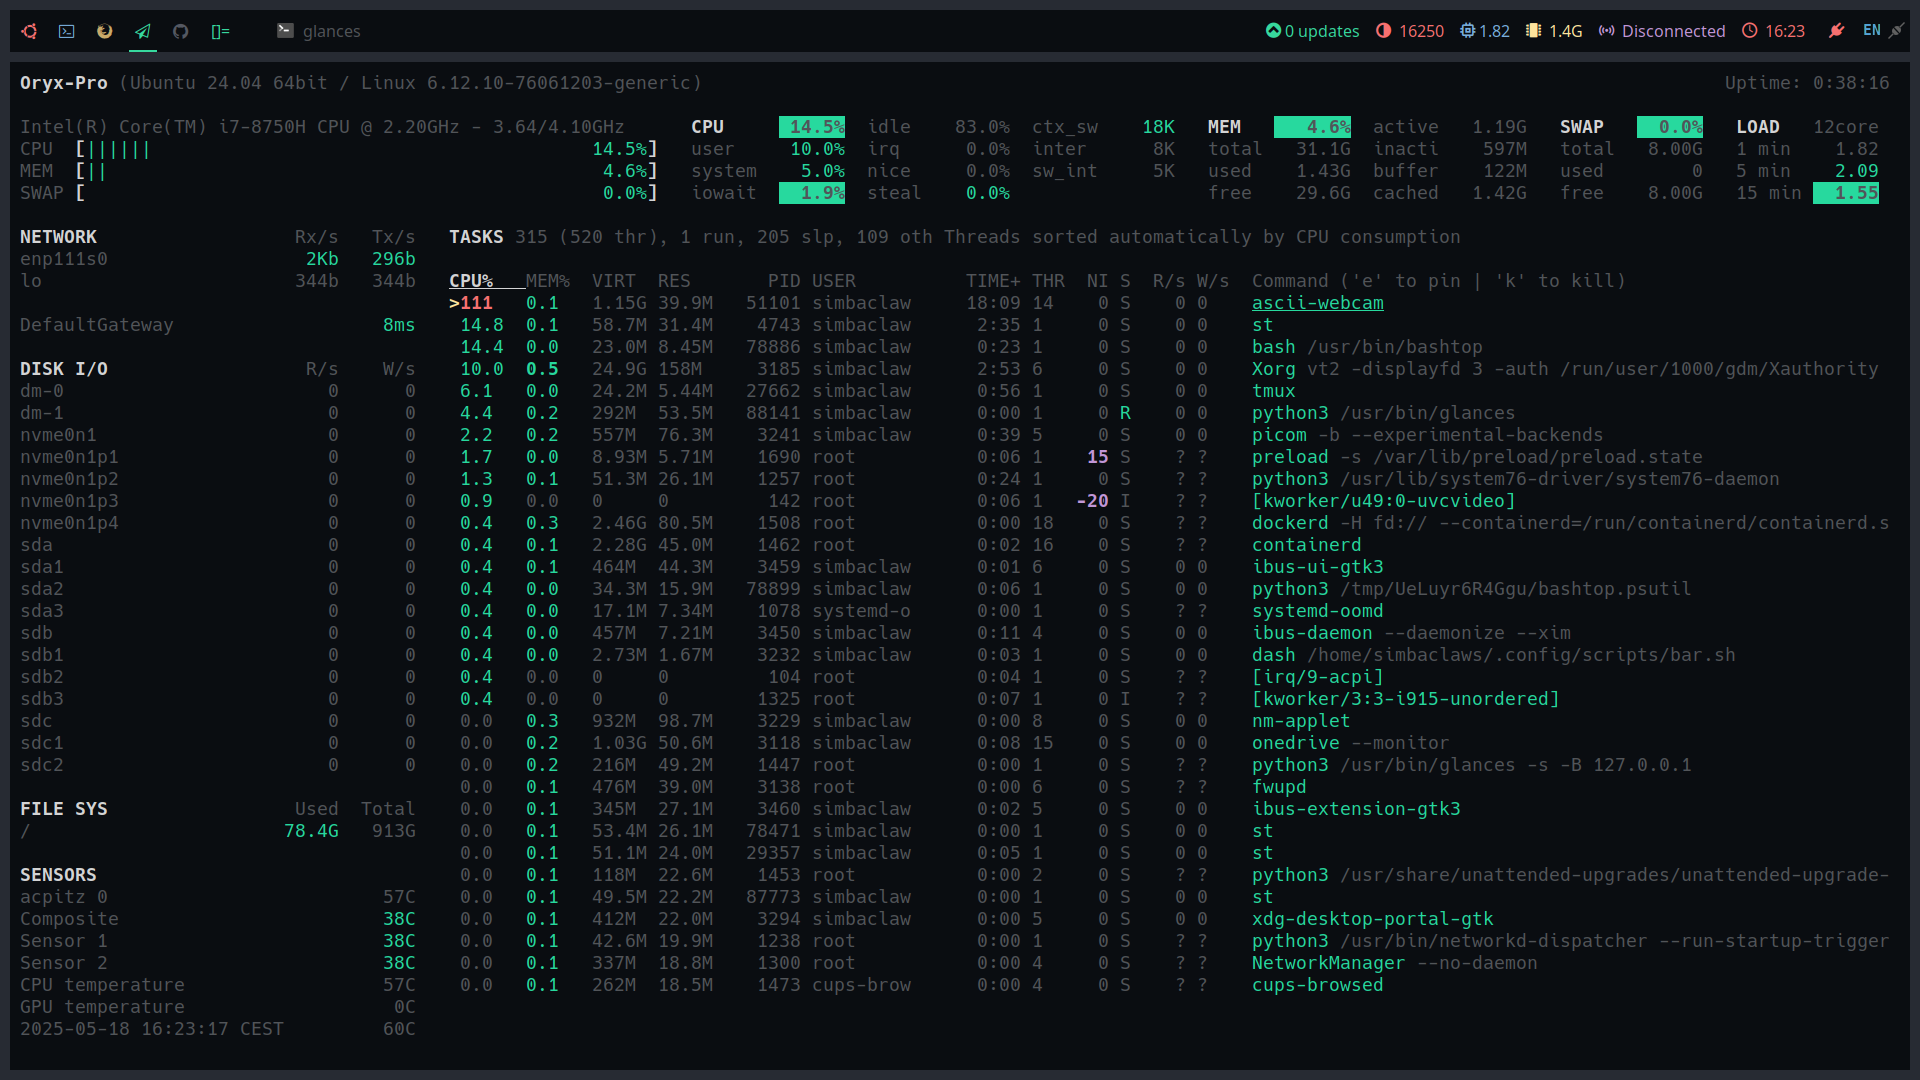 []= glances 0 updates 16250 1.82 1.4G Disconnected 16:23 EN
Oryx-Pro (Ubuntu 24.04 64bit / Linux 6.12.10-76061203-generic) Uptime: 0:38:16
Intel(R) Core(TM) i7-8750H CPU @ 2.20GHz - 3.64/4.10GHz CPU 14.5% idle 83.0% ctx_sw 18K MEM 4.6% active 1.19G SWAP 0.0% LOAD 12core
CPU [|||||| 14.5%] user 10.0% irq 0.0% inter 8K total 31.1G inacti 597M total 8.00G 1 min 1.82
MEM [|| 4.6%] system 5.0% nice 0.0% sw_int 5K used 1.43G buffer 122M used 0 5 min 2.09
SWAP [ 0.0%] iowait 1.9% steal 0.0% free 29.6G cached 1.42G free 8.00G 15 min 1.55
NETWORK Rx/s Tx/s TASKS 315 (520 thr), 1 run, 205 slp, 109 oth Threads sorted automatically by CPU consumption
enp111s0 2Kb 296b
lo 344b 344b CPU% MEM% VIRT RES PID USER TIME+ THR NI S R/s W/s Command ('e' to pin | 'k' to kill)
>111 0.1 1.15G 39.9M 51101 simbaclaw 18:09 14 0 S 0 0 ascii-webcam
DefaultGateway 8ms 14.8 0.1 58.7M 31.4M 4743 simbaclaw 2:35 1 0 S 0 0 st
14.4 0.0 23.0M 8.45M 78886 simbaclaw 0:23 1 0 S 0 0 bash /usr/bin/bashtop
DISK I/O R/s W/s 10.0 0.5 24.9G 158M 3185 simbaclaw 2:53 6 0 S 0 0 Xorg vt2 -displayfd 3 -auth /run/user/1000/gdm/Xauthority
dm-0 0 0 6.1 0.0 24.2M 5.44M 27662 simbaclaw 0:56 1 0 S 0 0 tmux
dm-1 0 0 4.4 0.2 292M 53.5M 88141 simbaclaw 0:00 1 0 R 0 0 python3 /usr/bin/glances
nvme0n1 0 0 2.2 0.2 557M 76.3M 3241 simbaclaw 0:39 5 0 S 0 0 picom -b --experimental-backends
nvme0n1p1 0 0 1.7 0.0 8.93M 5.71M 1690 root 0:06 1 15 S ? ? preload -s /var/lib/preload/preload.state
nvme0n1p2 0 0 1.3 0.1 51.3M 26.1M 1257 root 0:24 1 0 S ? ? python3 /usr/lib/system76-driver/system76-daemon
nvme0n1p3 0 0 0.9 0.0 0 0 142 root 0:06 1 -20 I ? ? [kworker/u49:0-uvcvideo]
nvme0n1p4 0 0 0.4 0.3 2.46G 80.5M 1508 root 0:00 18 0 S ? ? dockerd -H fd:// --containerd=/run/containerd/containerd.s
sda 0 0 0.4 0.1 2.28G 45.0M 1462 root 0:02 16 0 S ? ? containerd
sda1 0 0 0.4 0.1 464M 44.3M 3459 simbaclaw 0:01 6 0 S 0 0 ibus-ui-gtk3
sda2 0 0 0.4 0.0 34.3M 15.9M 78899 simbaclaw 0:06 1 0 S 0 0 python3 /tmp/UeLuyr6R4Ggu/bashtop.psutil
sda3 0 0 0.4 0.0 17.1M 7.34M 1078 systemd-o 0:00 1 0 S ? ? systemd-oomd
sdb 0 0 0.4 0.0 457M 7.21M 3450 simbaclaw 0:11 4 0 S 0 0 ibus-daemon --daemonize --xim
sdb1 0 0 0.4 0.0 2.73M 1.67M 3232 simbaclaw 0:03 1 0 S 0 0 dash /home/simbaclaws/.config/scripts/bar.sh
sdb2 0 0 0.4 0.0 0 0 104 root 0:04 1 0 S ? ? [irq/9-acpi]
sdb3 0 0 0.4 0.0 0 0 1325 root 0:07 1 0 I ? ? [kworker/3:3-i915-unordered]
sdc 0 0 0.0 0.3 932M 98.7M 3229 simbaclaw 0:00 8 0 S 0 0 nm-applet
sdc1 0 0 0.0 0.2 1.03G 50.6M 3118 simbaclaw 0:08 15 0 S 0 0 onedrive --monitor
sdc2 0 0 0.0 0.2 216M 49.2M 1447 root 0:00 1 0 S ? ? python3 /usr/bin/glances -s -B 127.0.0.1
0.0 0.1 476M 39.0M 3138 root 0:00 6 0 S ? ? fwupd
FILE SYS Used Total 0.0 0.1 345M 27.1M 3460 simbaclaw 0:02 5 0 S 0 0 ibus-extension-gtk3
/ 78.4G 913G 0.0 0.1 53.4M 26.1M 78471 simbaclaw 0:00 1 0 S 0 0 st
0.0 0.1 51.1M 24.0M 29357 simbaclaw 0:05 1 0 S 0 0 st
SENSORS 0.0 0.1 118M 22.6M 1453 root 0:00 2 0 S ? ? python3 /usr/share/unattended-upgrades/unattended-upgrade-
acpitz 0 57C 0.0 0.1 49.5M 22.2M 87773 simbaclaw 0:00 1 0 S 0 0 st
Composite 38C 0.0 0.1 412M 22.0M 3294 simbaclaw 0:00 5 0 S 0 0 xdg-desktop-portal-gtk
Sensor 1 38C 0.0 0.1 42.6M 19.9M 1238 root 0:00 1 0 S ? ? python3 /usr/bin/networkd-dispatcher --run-startup-trigger
Sensor 2 38C 0.0 0.1 337M 18.8M 1300 root 0:00 4 0 S ? ? NetworkManager --no-daemon
CPU temperature 57C 0.0 0.1 262M 18.5M 1473 cups-brow 0:00 4 0 S ? ? cups-browsed
GPU temperature 0C
2025-05-18 16:23:17 CEST 60C